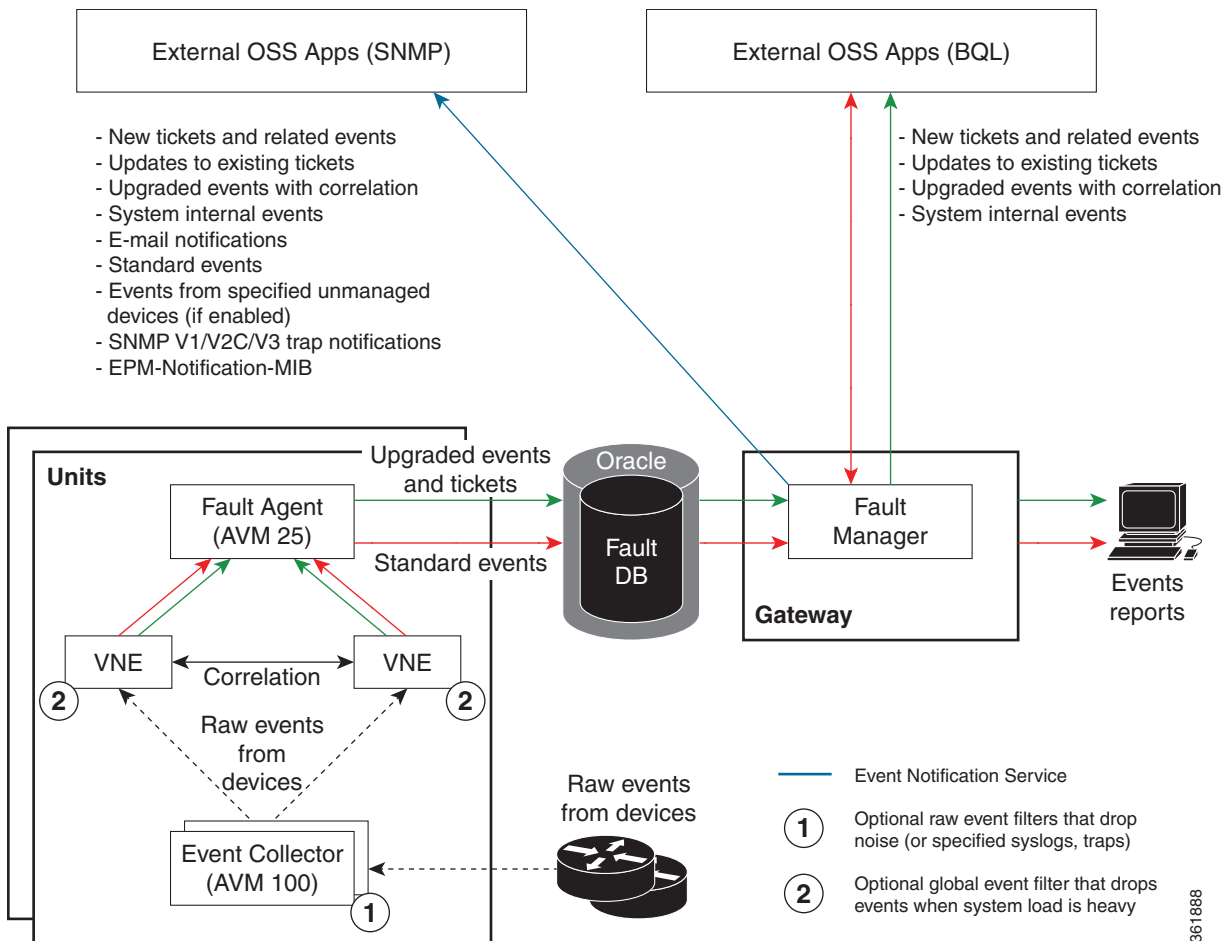 External OSS Apps (SNMP)
External OSS Apps (BQL)
- New tickets and related events
- Updates to existing tickets
- Upgraded events with correlation
- System internal events
- E-mail notifications
- Standard events
- Events from specified unmanaged
devices (if enabled)
- SNMP V1/V2C/V3 trap notifications
- EPM-Notification-MIB
- New tickets and related events
- Updates to existing tickets
- Upgraded events with correlation
- System internal events
Units
Fault Agent
(AVM 25)
Upgraded events
and tickets
Standard events
Oracle
Fault
DB
Fault
Manager
Gateway
Events
reports
VNE
2
Correlation
VNE
2
Raw events
from
devices
Event Collector
(AVM 100)
1
Raw events
from devices
Event Notification Service
1
Optional raw event filters that drop
noise (or specified syslogs, traps)
2
Optional global event filter that drops
events when system load is heavy
361888